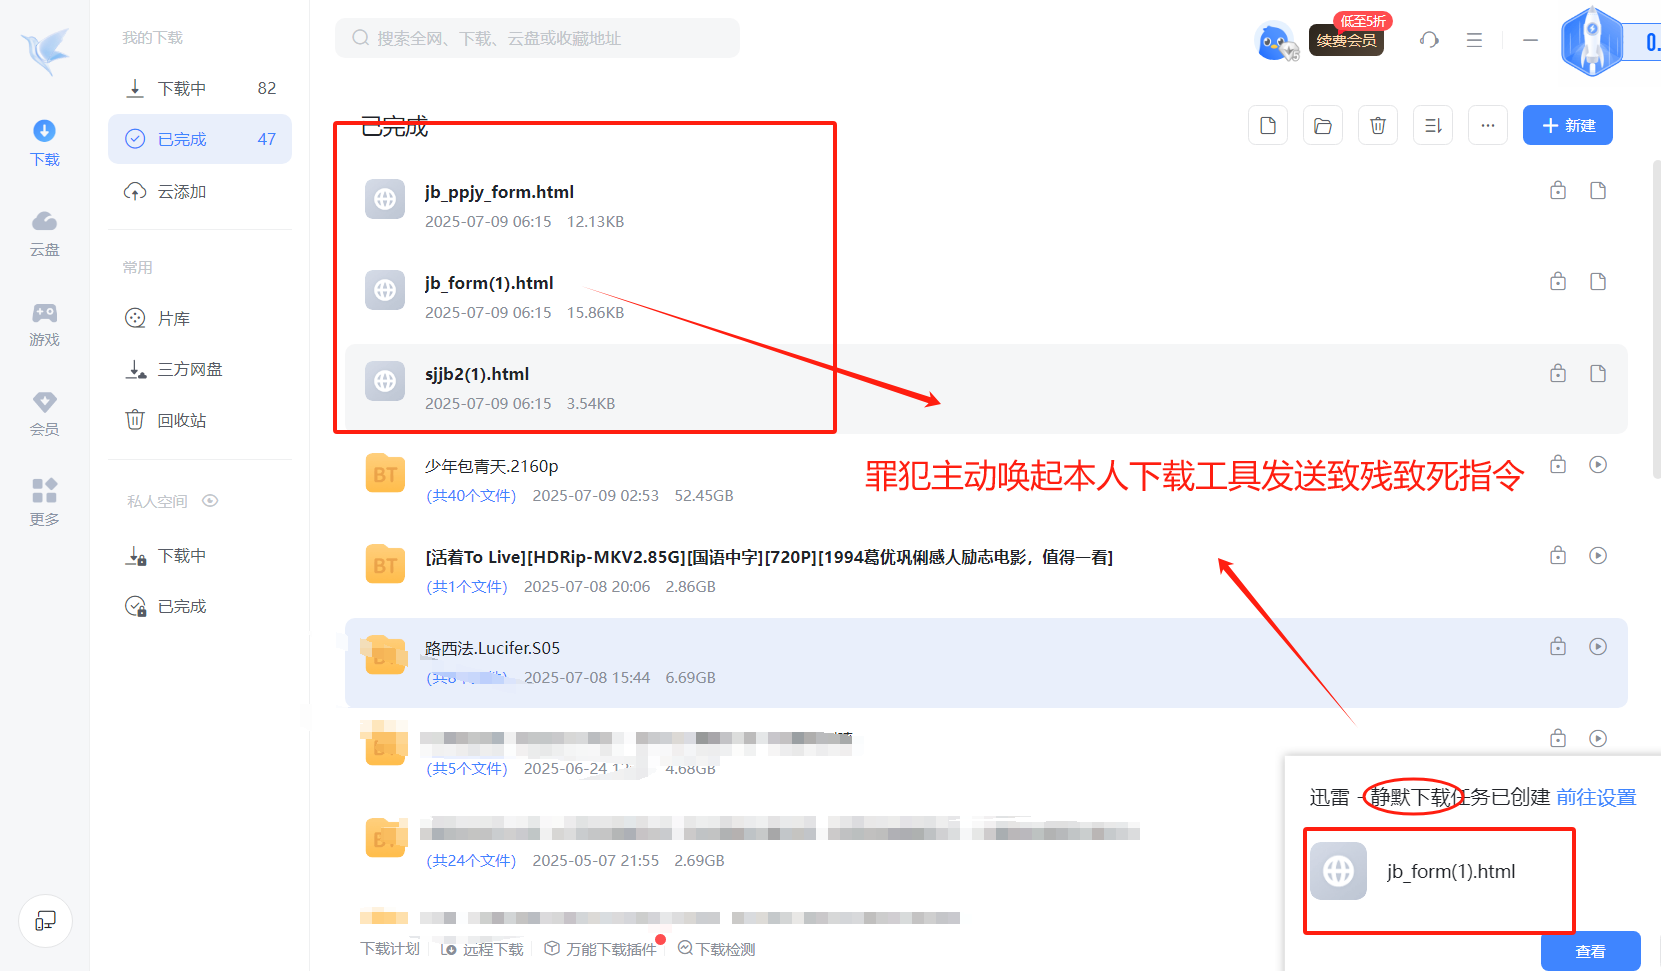 搜索全网、下载、云盘或收藏地址
低至5折
续费会员
0.
下载
云盘
游戏
会员
更多
我的下载
下载中 82
已完成 47
云添加
常用
片库
三方网盘
回收站
私人空间
下载中
已完成
已完成
新建
jb_ppjy_form.html
2025-07-09 06:15 12.13KB
jb_form(1).html
2025-07-09 06:15 15.86KB
sjjb2(1).html
2025-07-09 06:15 3.54KB
BT
少年包青天.2160p
(共40个文件) 2025-07-09 02:53 52.45GB
罪犯主动唤起本人下载工具发送致残致死指令
BT
[活着To Live][HDRip-MKV2.85G][国语中字][720P][1994葛优巩俐感人励志电影，值得一看]
(共1个文件) 2025-07-08 20:06 2.86GB
路西法.Lucifer.S05
(共8个文件) 2025-07-08 15:44 6.69GB
(共5个文件) 2025-06-24 4.68GB
(共24个文件) 2025-05-07 21:55 2.69GB
迅雷 - 静默下载任务已创建 前往设置
jb_form(1).html
查看
下载计划 远程下载 万能下载插件 下载检测